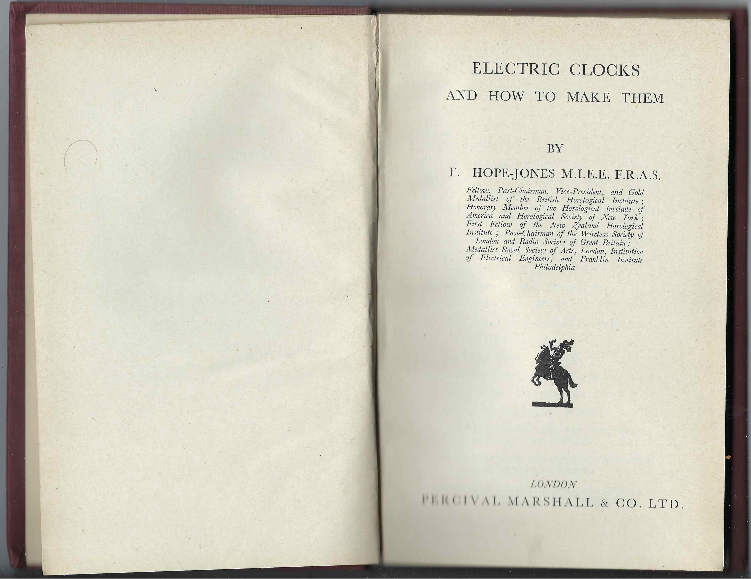 ELECTRIC CLOCKS
AND HOW TO MAKE THEM
BY
F. HOPE-JONES M.I.E.E. F.R.A.S.
Fellow, Past-Chairman, Vice-President, and Gold
Medallist of the British Horological Institute ;
Honorary Member of the Horological Institute of
America and Horological Society of New York ;
First Fellow of the New Zealand Horological
Institute ; Past-Chairman of the Wireless Society of
London and Radio Society of Great Britain ;
Medallist Royal Society of Arts, London, Institution
of Electrical Engineers, and Franklin Institute
Philadelphia
LONDON
PERCIVAL MARSHALL & CO. LTD.